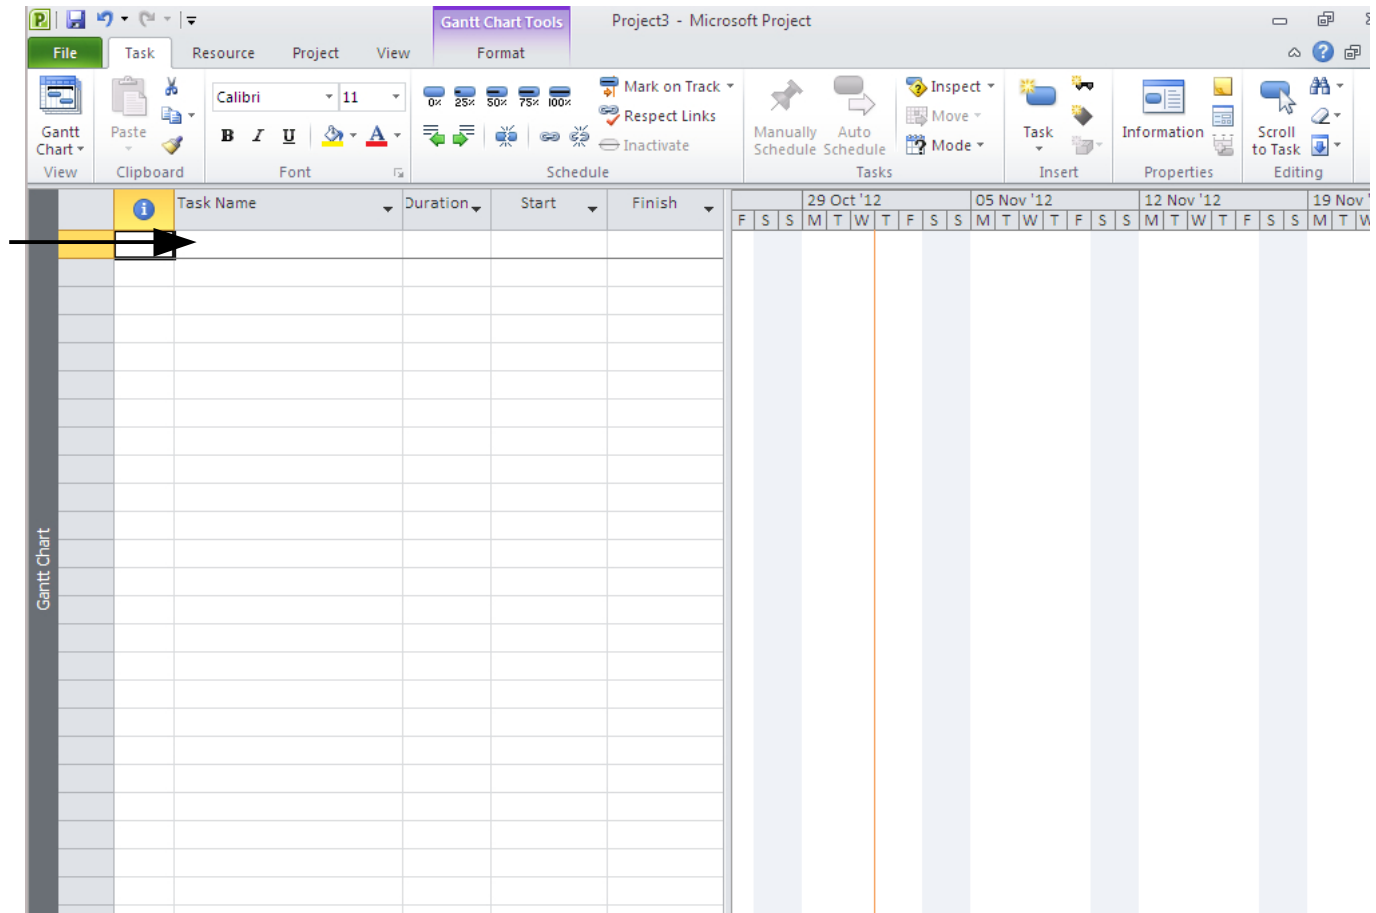 Gantt Chart Tools Project3 - Microsoft Project
File Task Resource Project View Format
Calibri 11
0% 25% 50% 75% 100%
Mark on Track
Respect Links
Inactivate
B I U A
Gantt Chart
Paste
Manually Schedule
Auto Schedule
Inspect
Move
Mode
Task
Information
Scroll to Task
View Clipboard Font Schedule Tasks Insert Properties Editing
Task Name Duration Start Finish
29 Oct '12 05 Nov '12 12 Nov '12 19 Nov '
F S S M T W T F S S M T W T F S S M T W T F S S M T W
Gantt Chart